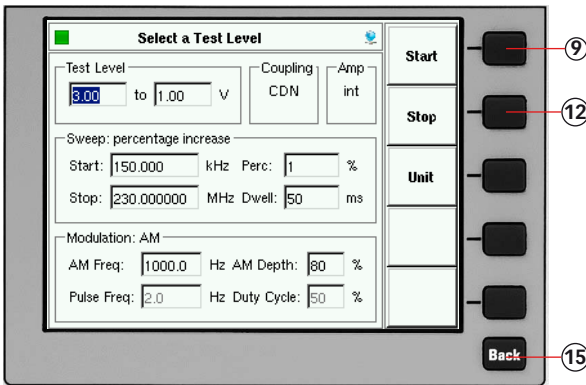 Select a Test Level
Test Level
3.00 to 1.00 V
Coupling
CDN
Amp
int
Sweep: percentage increase
Start: 150.000 kHz Perc: 1 %
Stop: 230.000000 MHz Dwell: 50 ms
Modulation: AM
AM Freq: 1000.0 Hz AM Depth: 80 %
Pulse Freq: 2.0 Hz Duty Cycle: 50 %
Start
Stop
Unit
Back
9
12
15